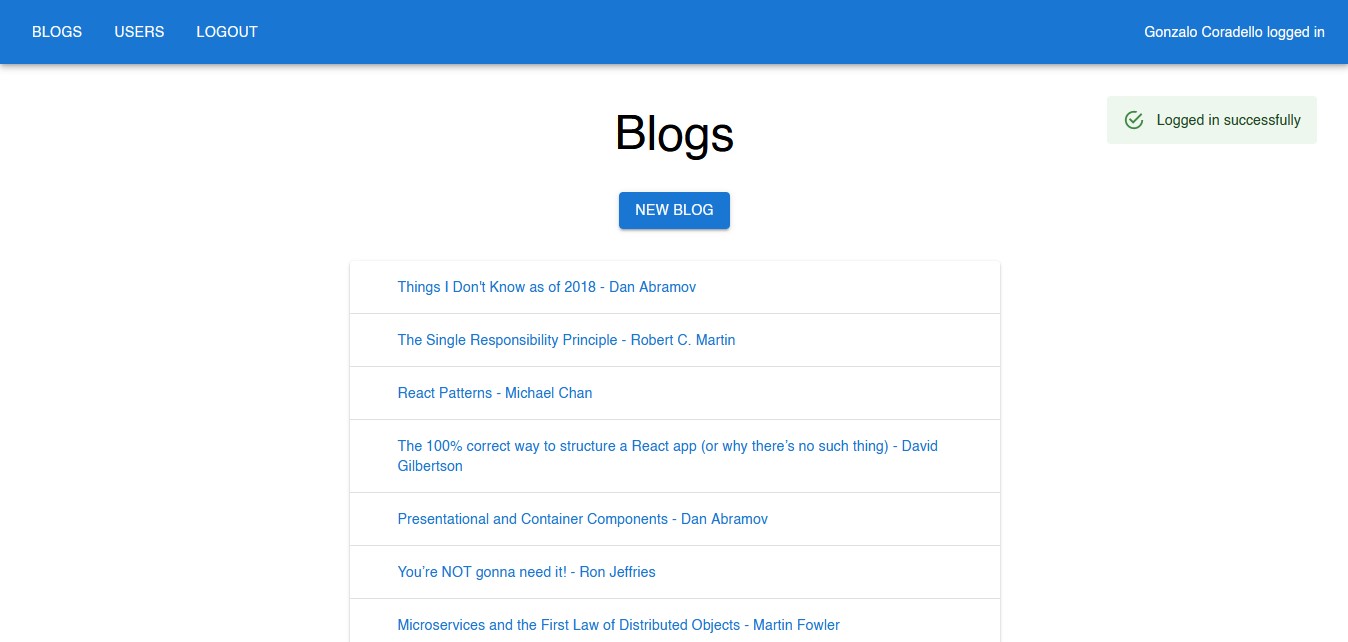 BLOGS USERS LOGOUT Gonzalo Coradello logged in
Logged in successfully
Blogs
NEW BLOG
Things I Don't Know as of 2018 - Dan Abramov
The Single Responsibility Principle - Robert C. Martin
React Patterns - Michael Chan
The 100% correct way to structure a React app (or why there’s no such thing) - David
Gilbertson
Presentational and Container Components - Dan Abramov
You’re NOT gonna need it! - Ron Jeffries
Microservices and the First Law of Distributed Objects - Martin Fowler